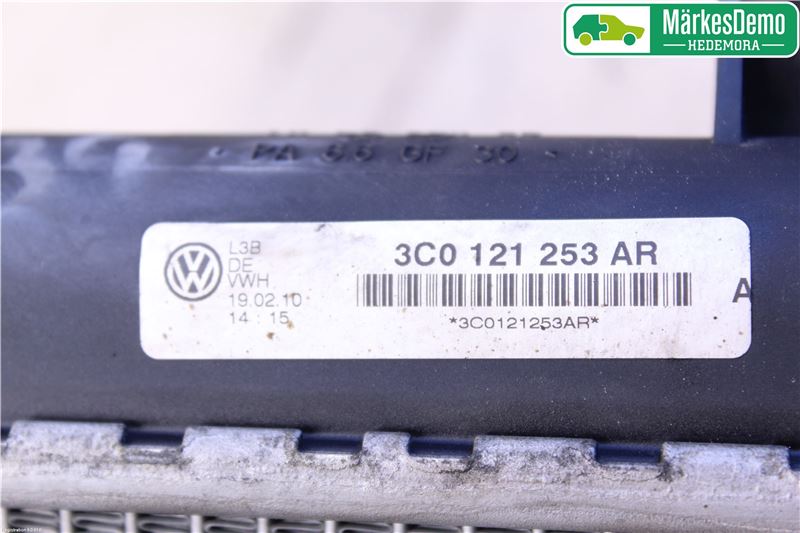 MärkesDemo
HEDEMORA
PA 66 GF 30
L3B
DE
VWH
19.02.10
14 : 15
3C0 121 253 AR
*3C0121253AR*
A